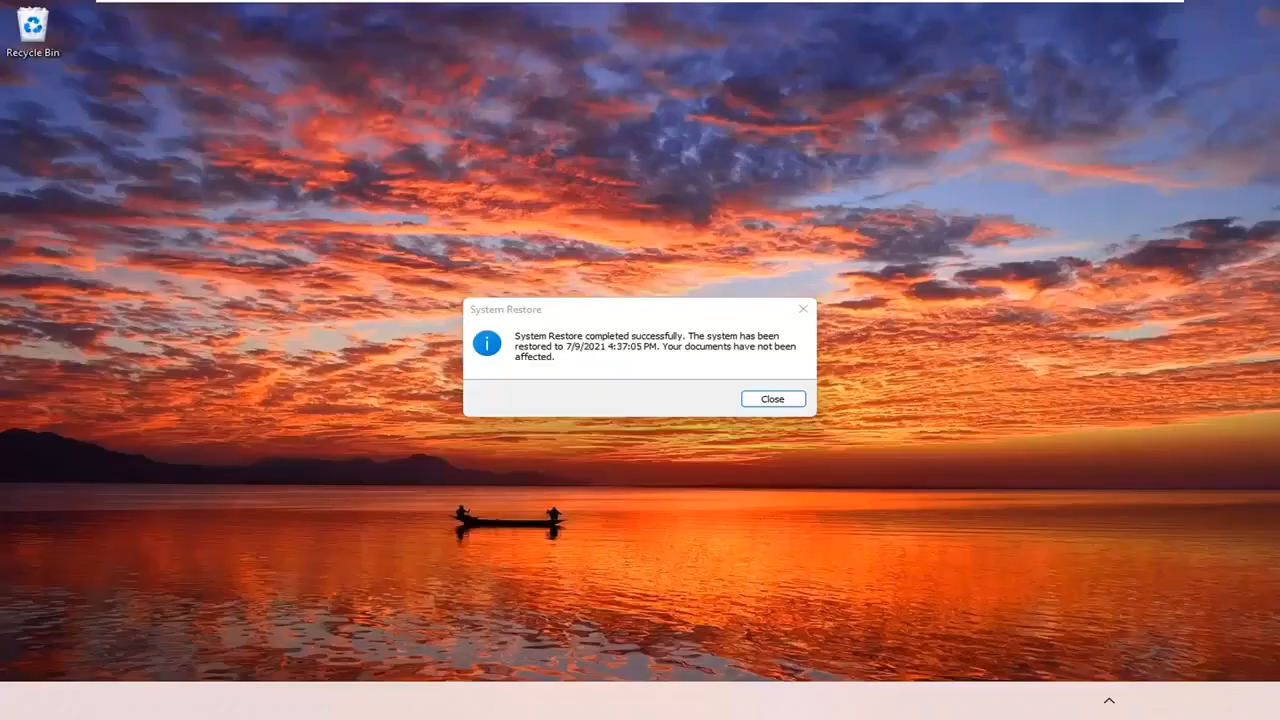 Recycle Bin
System Restore
System Restore completed successfully. The system has been
restored to 7/9/2021 4:37:05 PM. Your documents have not been
affected.
Close